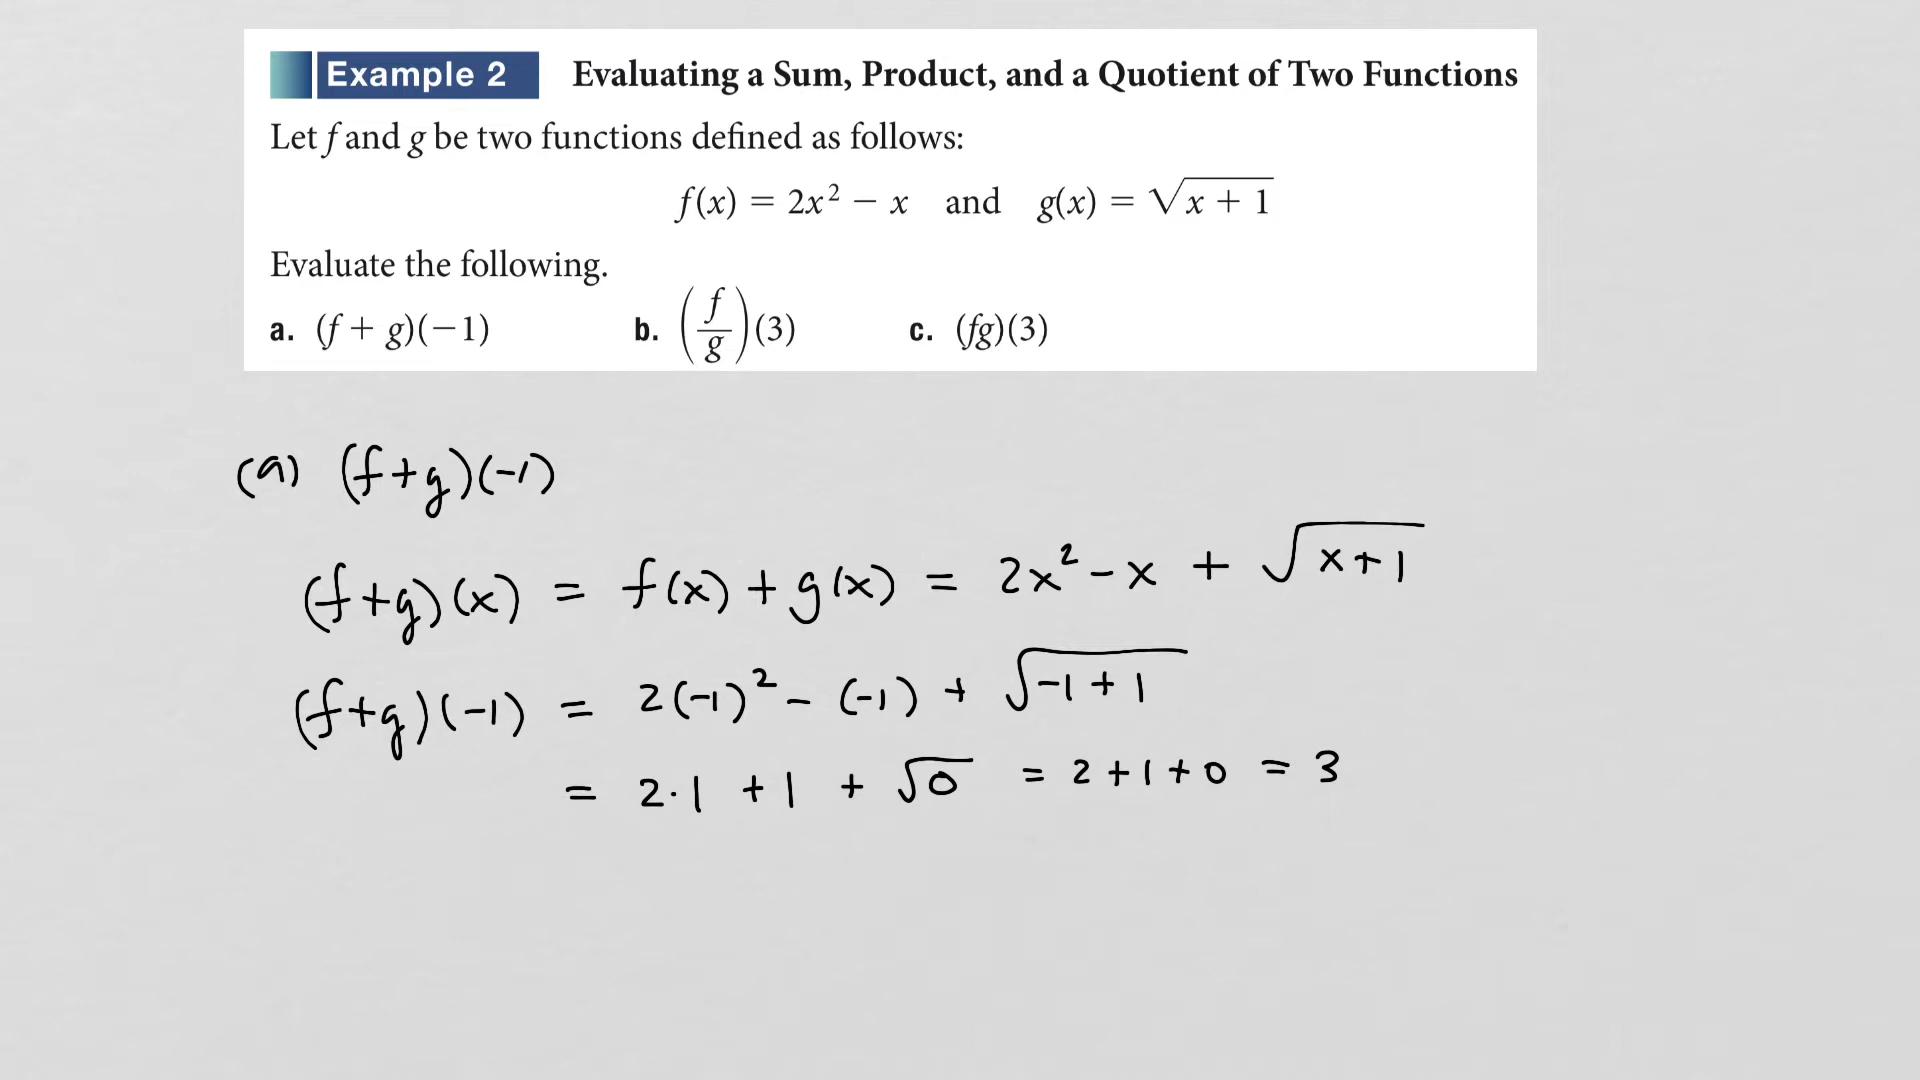 Example 2 Evaluating a Sum, Product, and a Quotient of Two Functions
Let f and g be two functions defined as follows:
f(x) = 2x² − x and g(x) = √(x + 1)
Evaluate the following.
a. (f + g)(−1) b. (f/g)(3) c. (fg)(3)
(a) (f+g)(-1)
(f+g)(x) = f(x) + g(x) = 2x² - x + √(x+1)
(f+g)(-1) = 2(-1)² - (-1) + √(-1+1)
= 2·1 + 1 + √0 = 2+1+0 = 3